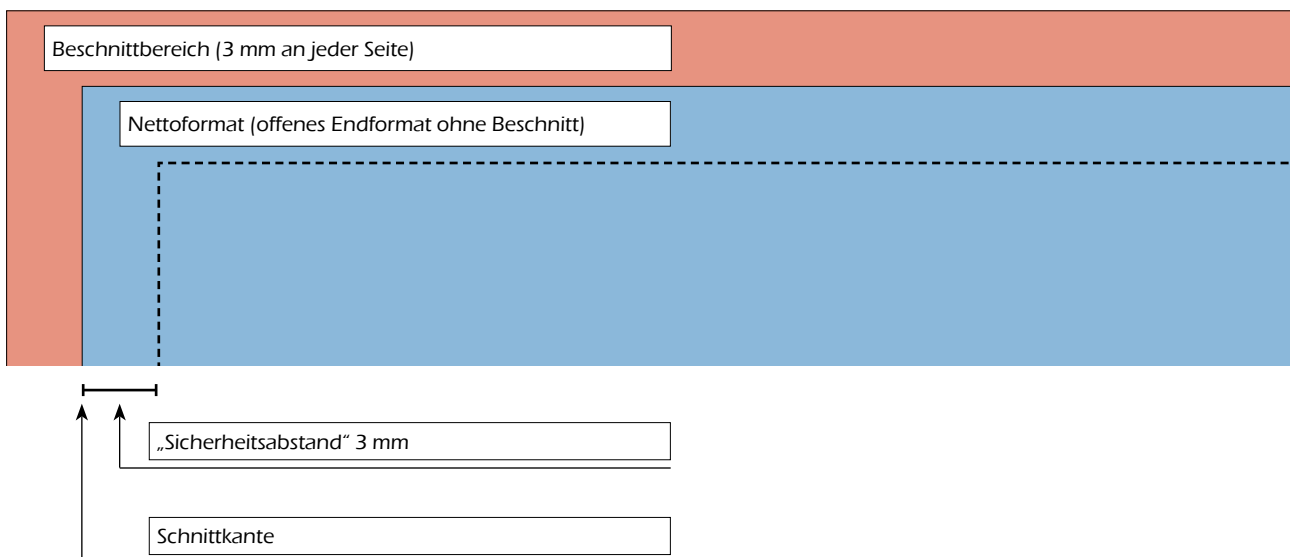 Beschnittbereich (3 mm an jeder Seite)
Nettoformat (offenes Endformat ohne Beschnitt)
„Sicherheitsabstand“ 3 mm
Schnittkante